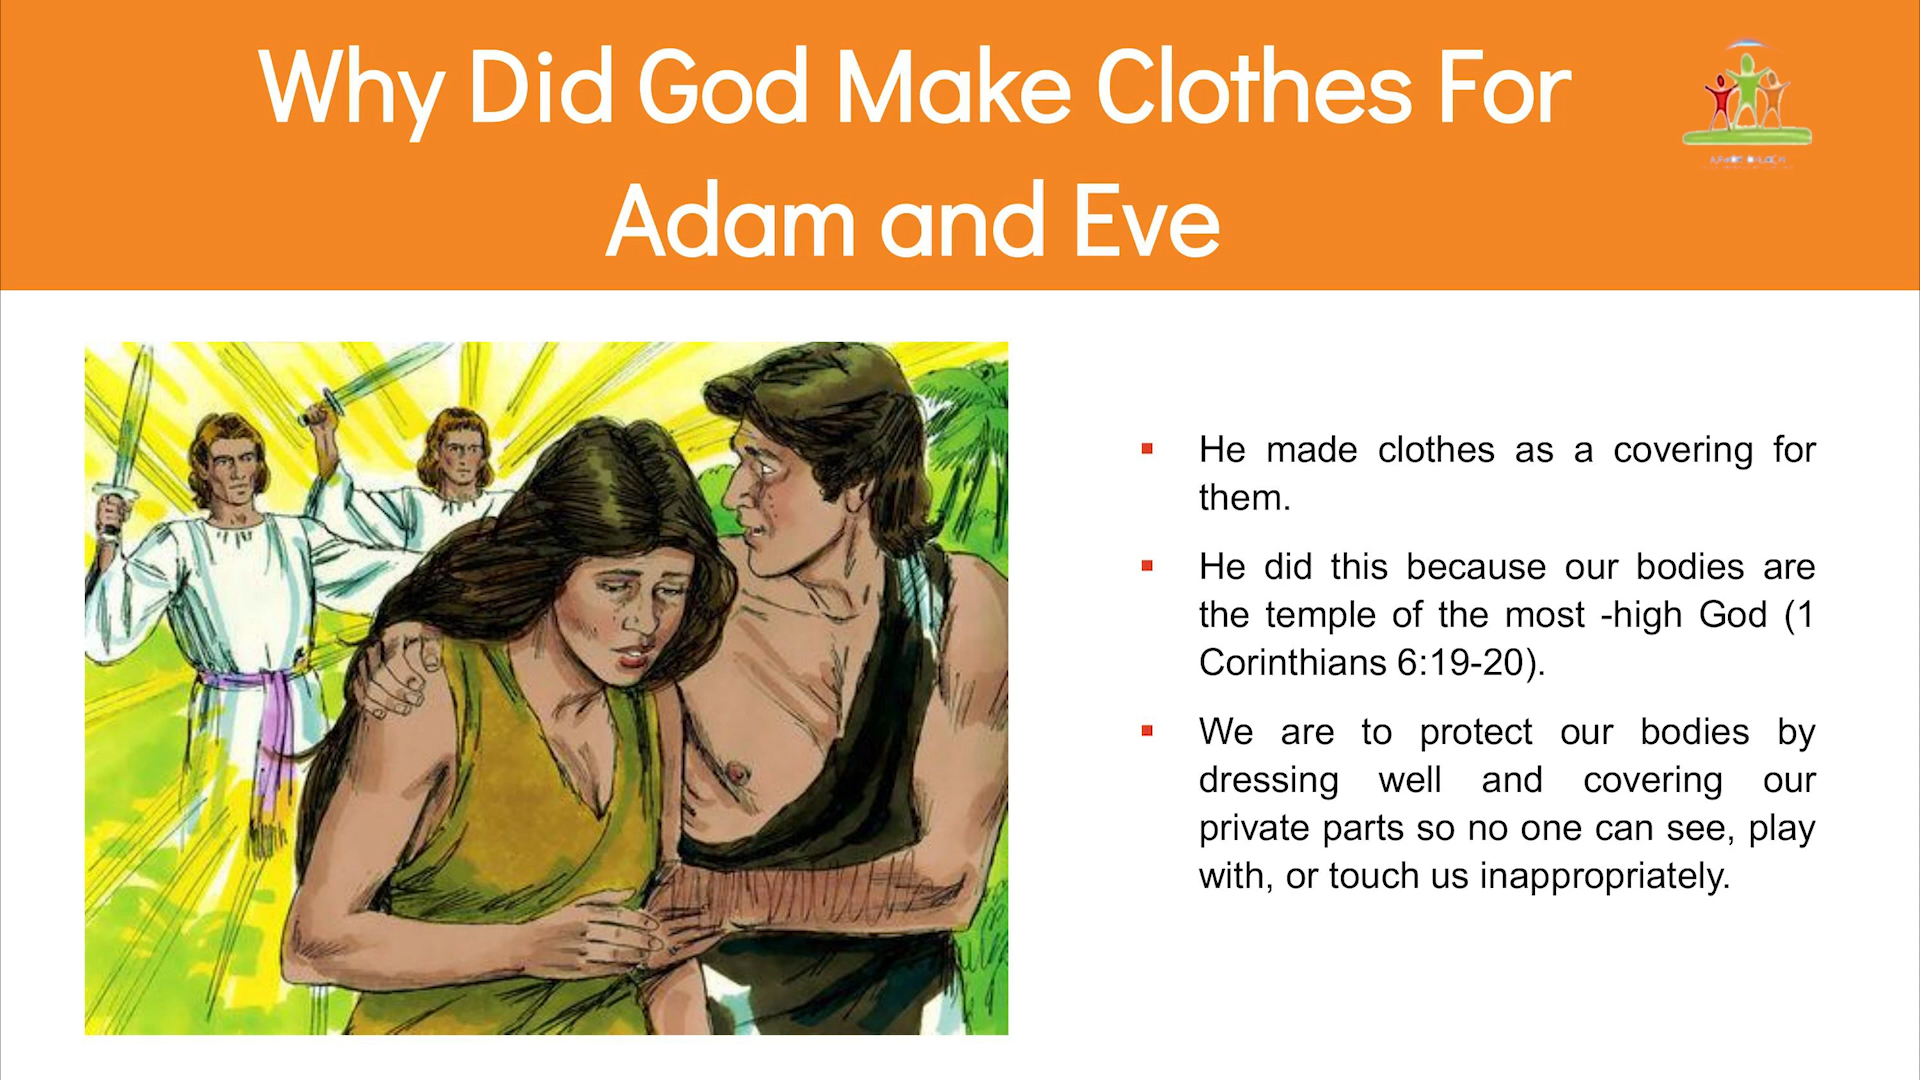 Why Did God Make Clothes For
Adam and Eve
▪ He made clothes as a covering for
them.
▪ He did this because our bodies are
the temple of the most -high God (1
Corinthians 6:19-20).
▪ We are to protect our bodies by
dressing well and covering our
private parts so no one can see, play
with, or touch us inappropriately.